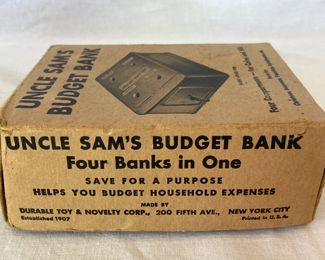 UNCLE SAM'S
BUDGET BANK
UNCLE SAM'S BUDGET BANK
Four Banks in One
SAVE FOR A PURPOSE
HELPS YOU BUDGET HOUSEHOLD EXPENSES
MADE BY
DURABLE TOY & NOVELTY CORP., 200 FIFTH AVE., NEW YORK CITY
Established 1907 Printed in U.S.A.